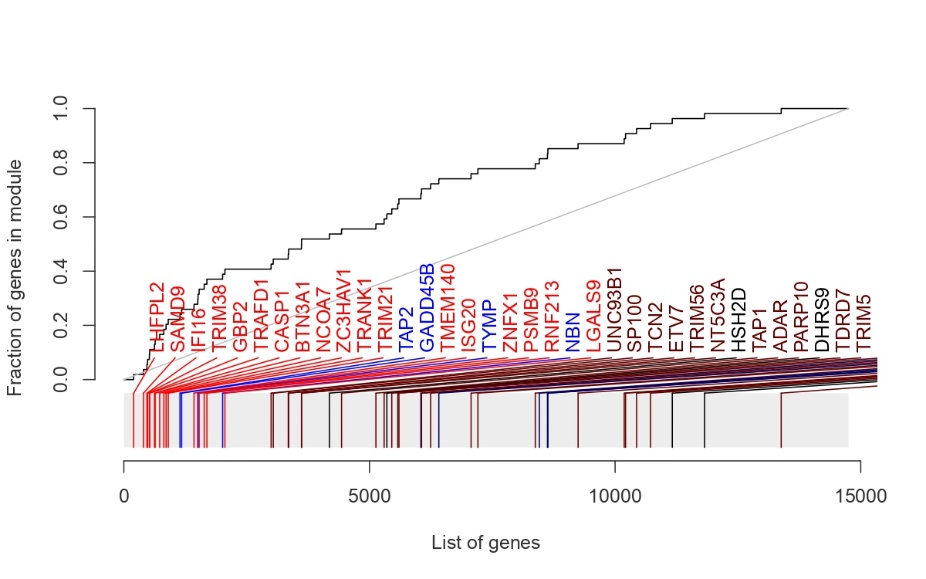 Fraction of genes in module
1.0
0.8
0.6
0.4
0.2
0.0
LHFPL2
SAMD9
IFI16
TRIM38
GBP2
TRAFD1
CASP1
BTN3A1
NCOA7
ZC3HAV1
TRANK1
TRIM21
TAP2
GADD45B
TMEM140
ISG20
TYMP
ZNFX1
PSMB9
RNF213
NBN
LGALS9
UNC93B1
SP100
TCN2
ETV7
TRIM56
NT5C3A
HSH2D
TAP1
ADAR
PARP10
DHRS9
TDRD7
TRIM5
0
5000
10000
15000
List of genes